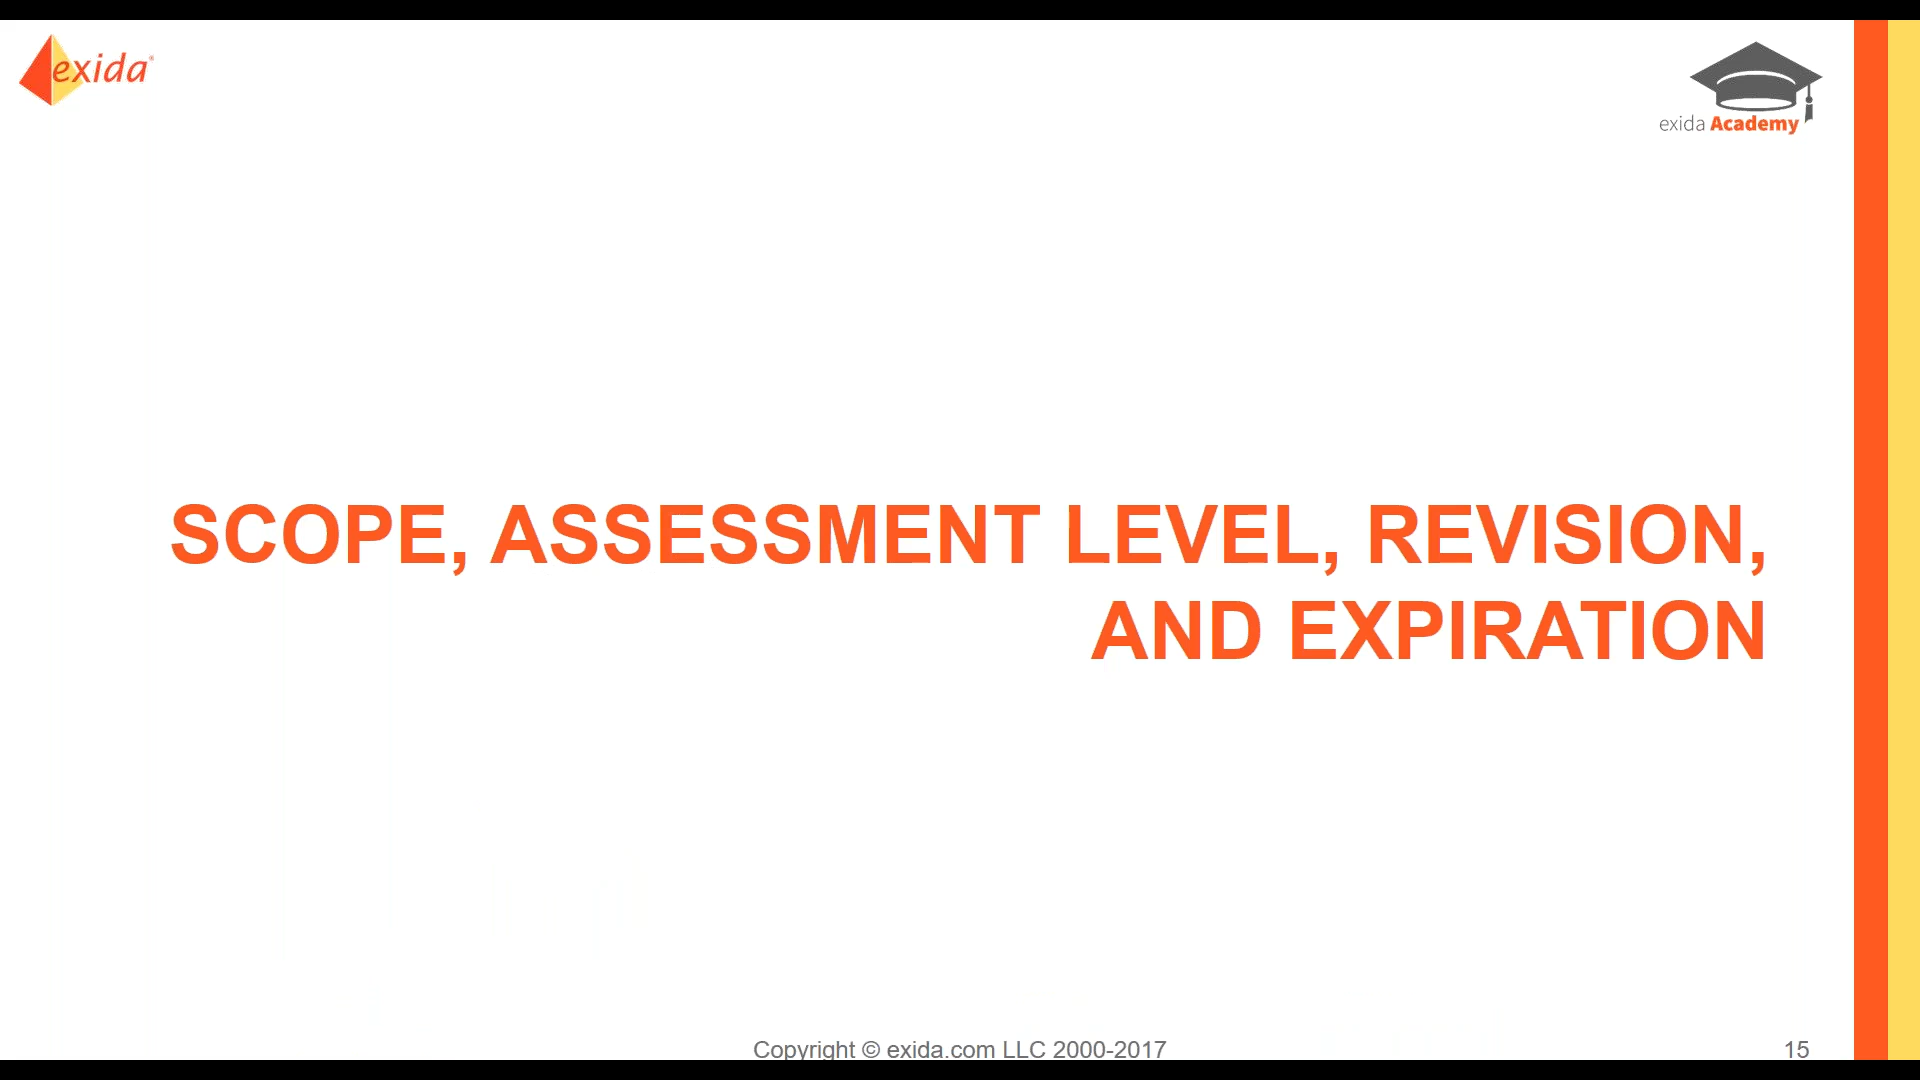 exida
exida Academy
SCOPE, ASSESSMENT LEVEL, REVISION,
AND EXPIRATION
Copyright © exida.com LLC 2000-2017
15